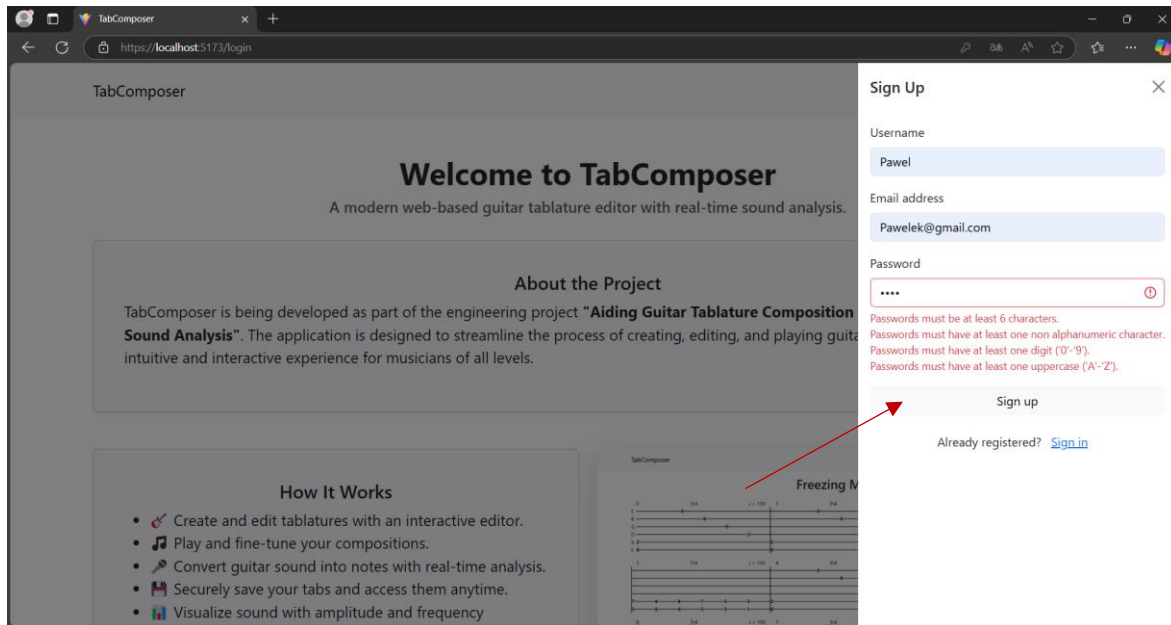 TabComposer
https://localhost:5173/login
TabComposer
Welcome to TabComposer
A modern web-based guitar tablature editor with real-time sound analysis.
About the Project
TabComposer is being developed as part of the engineering project "Aiding Guitar Tablature Composition
Sound Analysis". The application is designed to streamline the process of creating, editing, and playing guita
intuitive and interactive experience for musicians of all levels.
How It Works
Create and edit tablatures with an interactive editor.
Play and fine-tune your compositions.
Convert guitar sound into notes with real-time analysis.
Securely save your tabs and access them anytime.
Visualize sound with amplitude and frequency
TabComposer
Freezing M
Sign Up
Username
Pawel
Email address
Pawelek@gmail.com
Password
••••
Passwords must be at least 6 characters.
Passwords must have at least one non alphanumeric character.
Passwords must have at least one digit ('0'-'9').
Passwords must have at least one uppercase ('A'-'Z').
Sign up
Already registered? Sign in